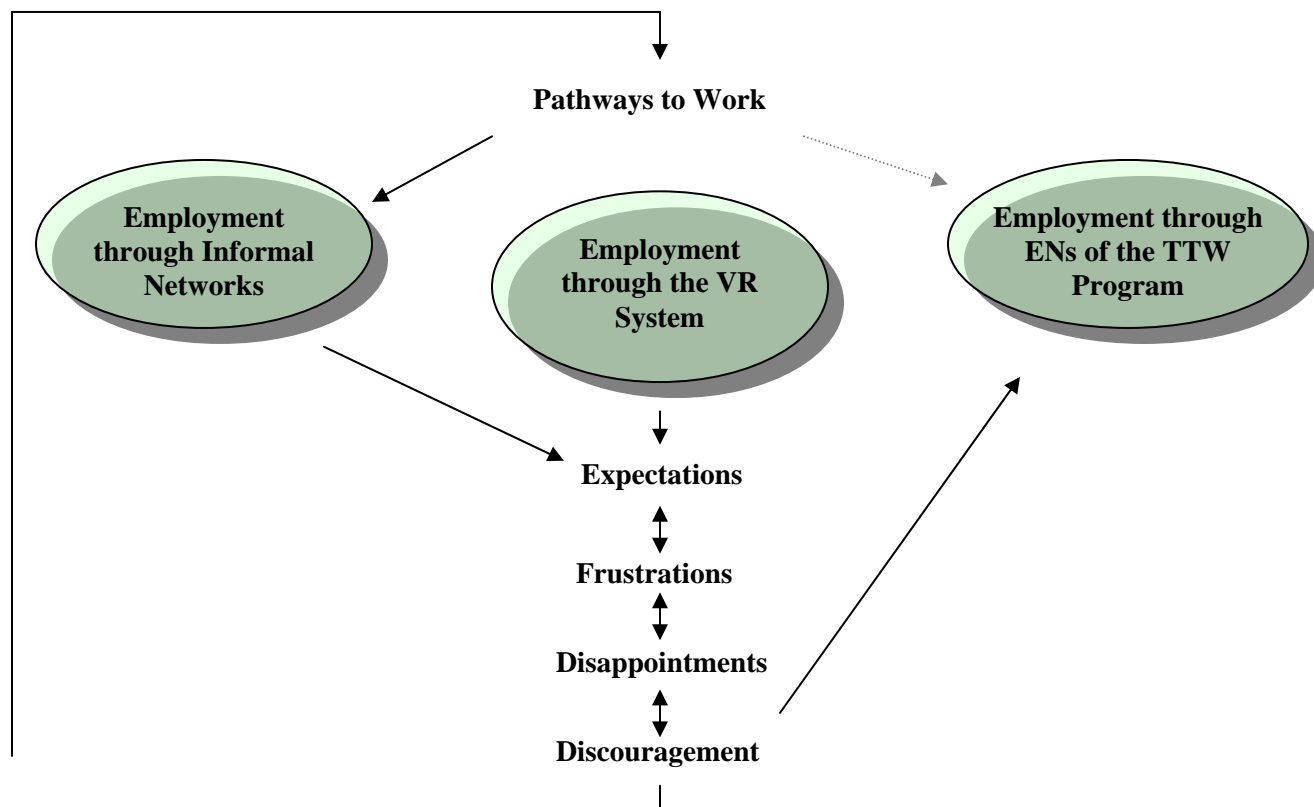 Pathways to Work
Employment
through Informal
Networks
Employment
through the VR
System
Employment through
ENs of the TTW
Program
Expectations
Frustrations
Disappointments
Discouragement